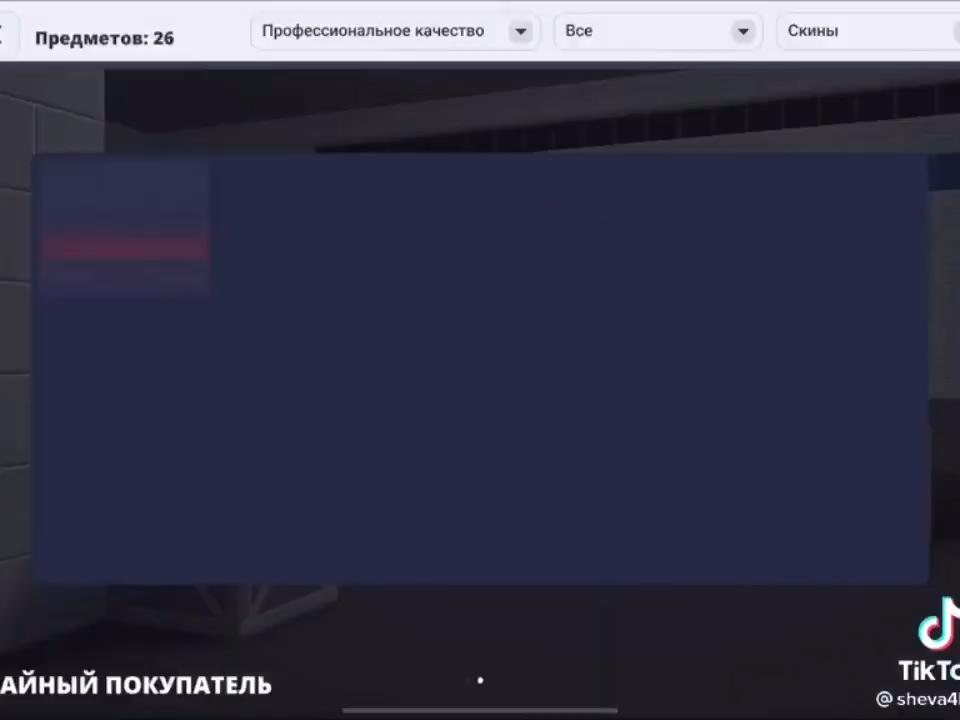 Предметов: 26
Профессиональное качество
Все
Скины
АЙНЫЙ ПОКУПАТЕЛЬ
TikTo
@sheva4